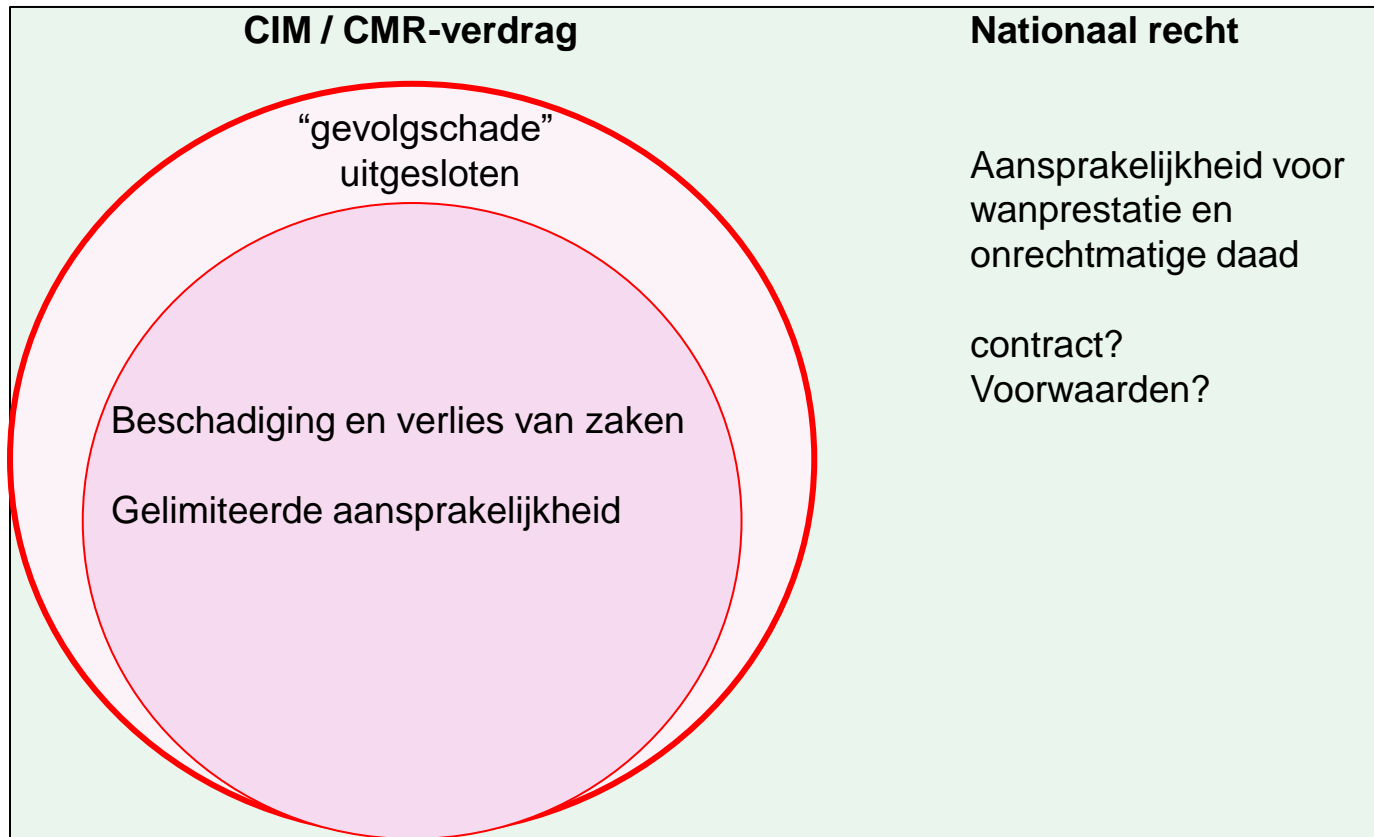 CIM / CMR-verdrag
“gevolgschade”
uitgesloten
Beschadiging en verlies van zaken
Gelimiteerde aansprakelijkheid
Nationaal recht
Aansprakelijkheid voor
wanprestatie en
onrechtmatige daad
contract?
Voorwaarden?